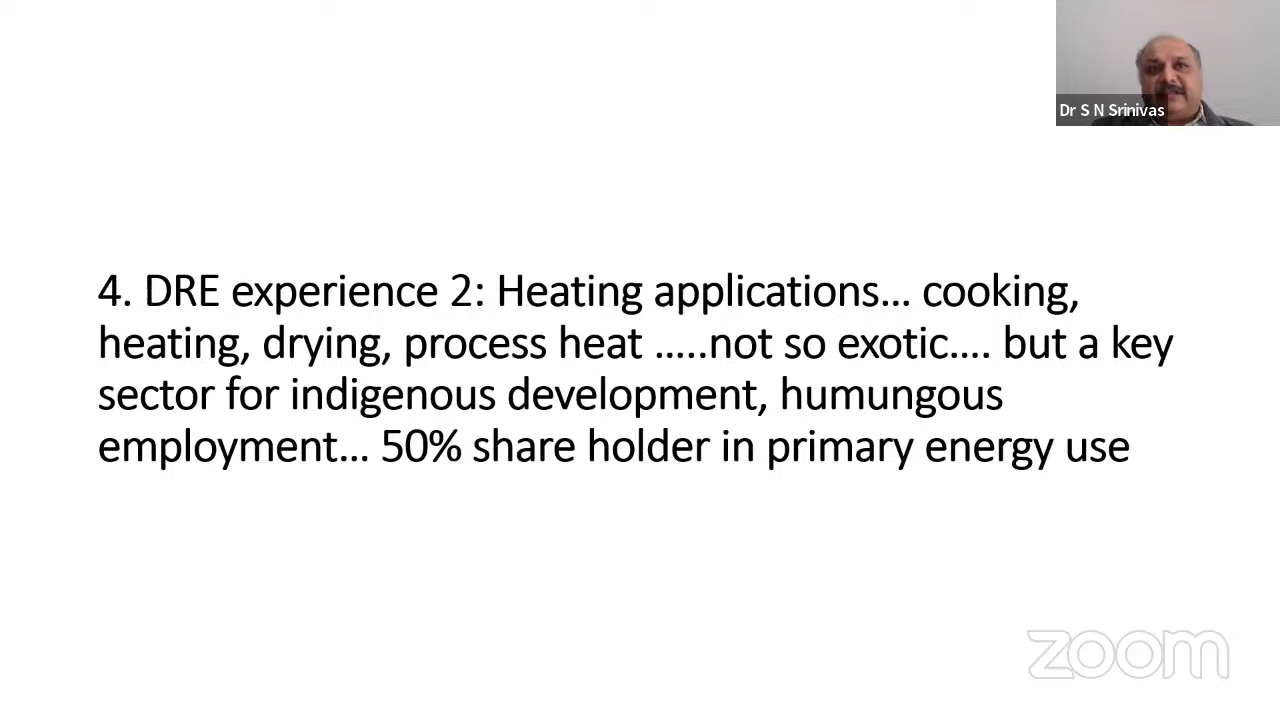 Dr S N Srinivas
4. DRE experience 2: Heating applications… cooking,
heating, drying, process heat …..not so exotic…. but a key
sector for indigenous development, humungous
employment… 50% share holder in primary energy use
zoom